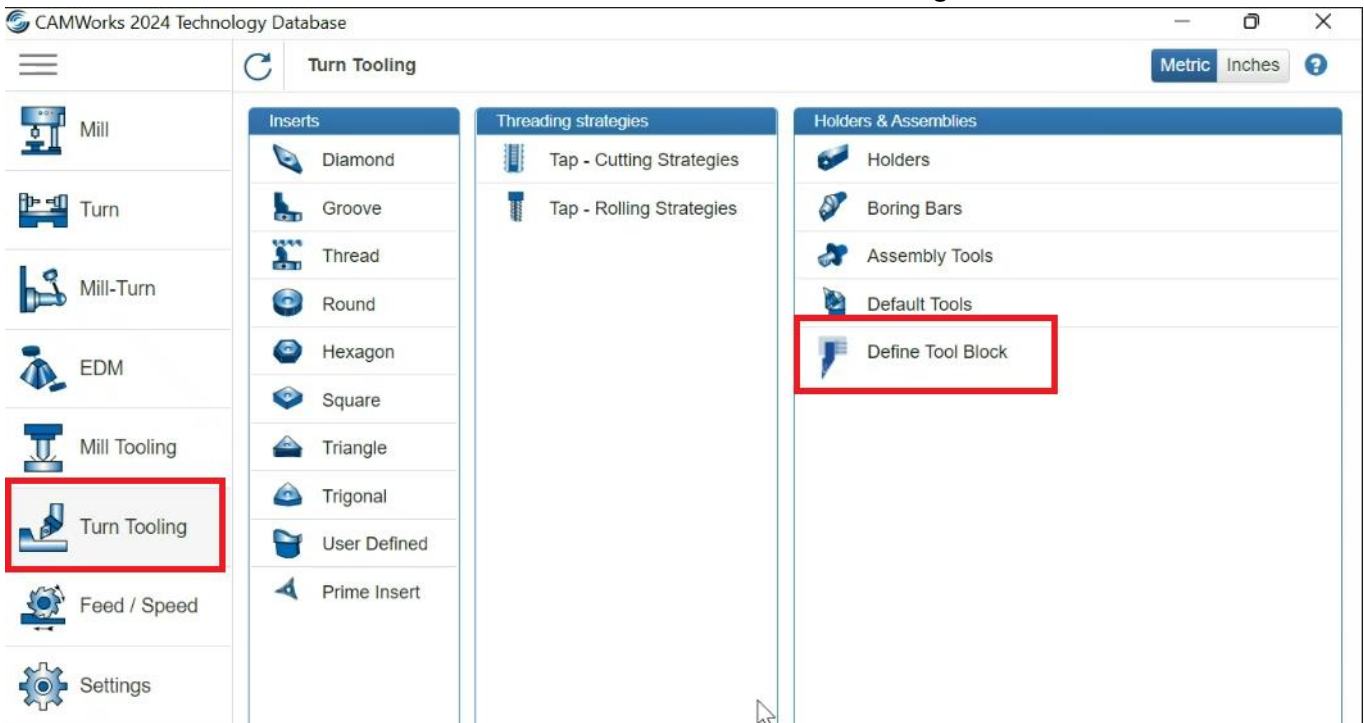 CAMWorks 2024 Technology Database
Turn Tooling
Metric Inches
Mill
Turn
Mill-Turn
EDM
Mill Tooling
Turn Tooling
Feed / Speed
Settings
Inserts
Diamond
Groove
Thread
Round
Hexagon
Square
Triangle
Trigonal
User Defined
Prime Insert
Threading strategies
Tap - Cutting Strategies
Tap - Rolling Strategies
Holders & Assemblies
Holders
Boring Bars
Assembly Tools
Default Tools
Define Tool Block